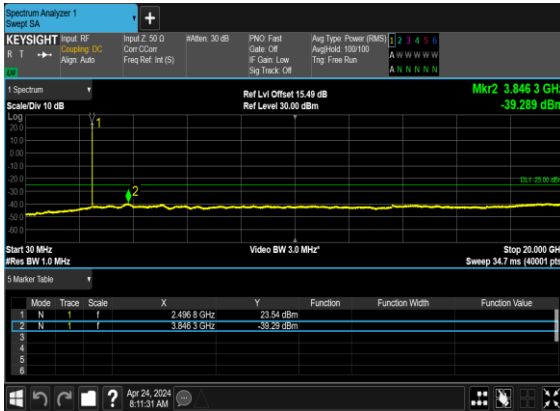 Spectrum Analyzer 1
Swept SA
KEYSIGHT Input: RF Input Z: 50 Ω #Atten: 30 dB PNO: Fast Avg Type: Power (RMS) 1 2 3 4 5 6
R T Coupling: DC Corr CCorr Gate: Off Avg|Hold: 100/100 A W W W W W
Align: Auto Freq Ref: Int (S) IF Gain: Low Trig: Free Run
Sig Track: Off A N N N N N
1 Spectrum
Ref Lvl Offset 15.49 dB Mkr2 3.846 3 GHz
Scale/Div 10 dB Ref Level 30.00 dBm -39.289 dBm
Log
20.0
10.0
0.00
-10.0
-20.0
-30.0
-40.0
-50.0
-60.0
1
2
DL1 -25.00 dBm
Start 30 MHz Video BW 3.0 MHz* Stop 20.000 GH
#Res BW 1.0 MHz Sweep 34.7 ms (40001 pts
5 Marker Table
Mode Trace Scale X Y Function Function Width Function Value
1 N 1 f 2.496 8 GHz 23.54 dBm
2 N 1 f 3.846 3 GHz -39.29 dBm
3
4
5
6
Apr 24, 2024
8:11:31 AM